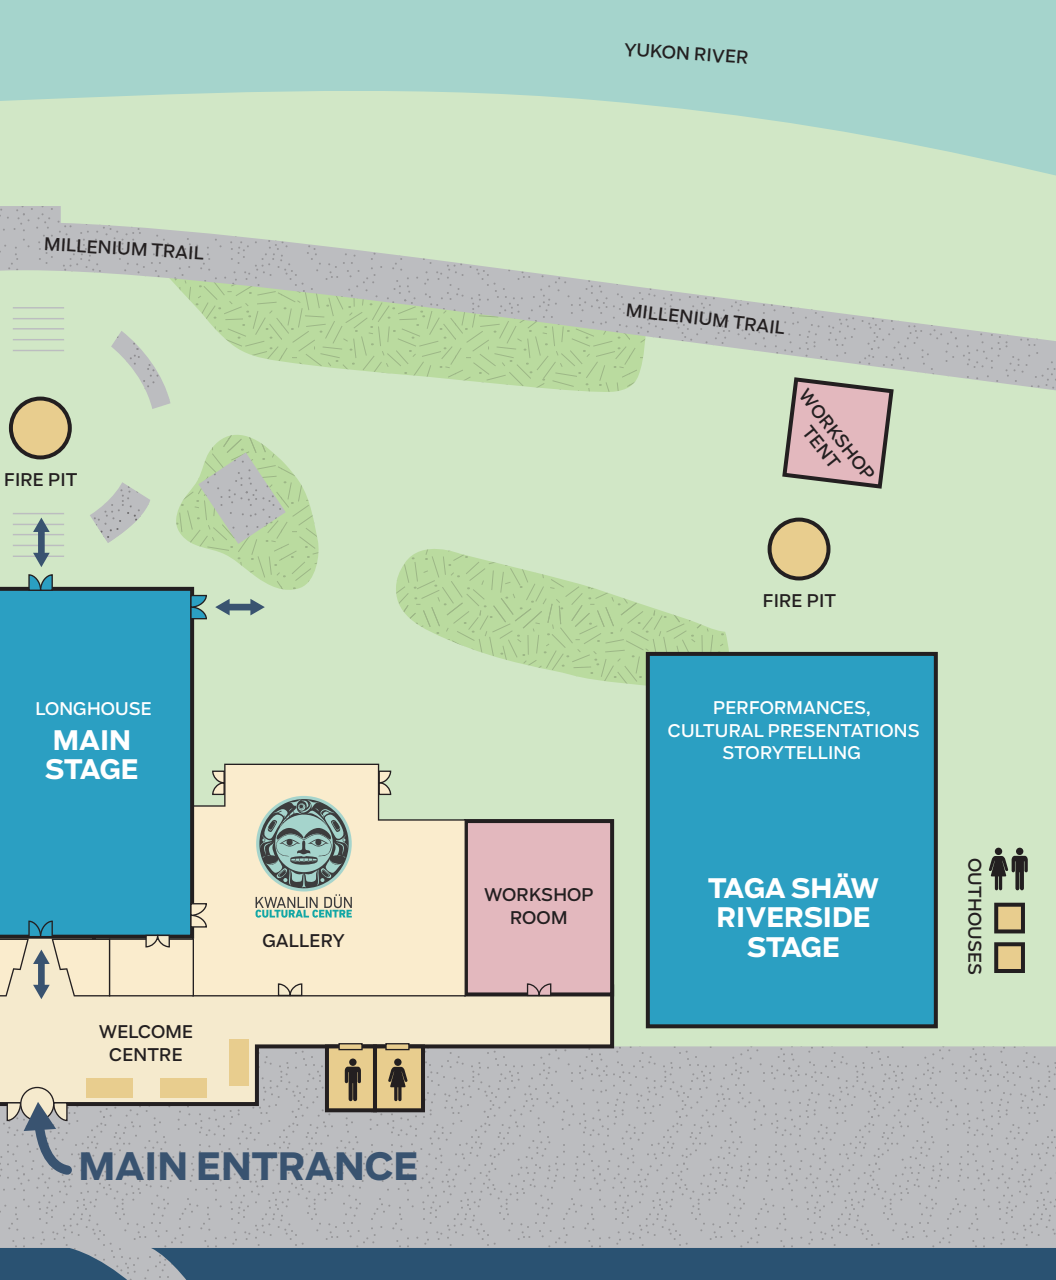 YUKON RIVER
MILLENIUM TRAIL
MILLENIUM TRAIL
WORKSHOP
TENT
FIRE PIT
FIRE PIT
LONGHOUSE
MAIN
STAGE
PERFORMANCES,
CULTURAL PRESENTATIONS
STORYTELLING
TAGA SHÄW
RIVERSIDE
STAGE
OUTHOUSES
KWANLIN DÜN
CULTURAL CENTRE
GALLERY
WORKSHOP
ROOM
WELCOME
CENTRE
MAIN ENTRANCE